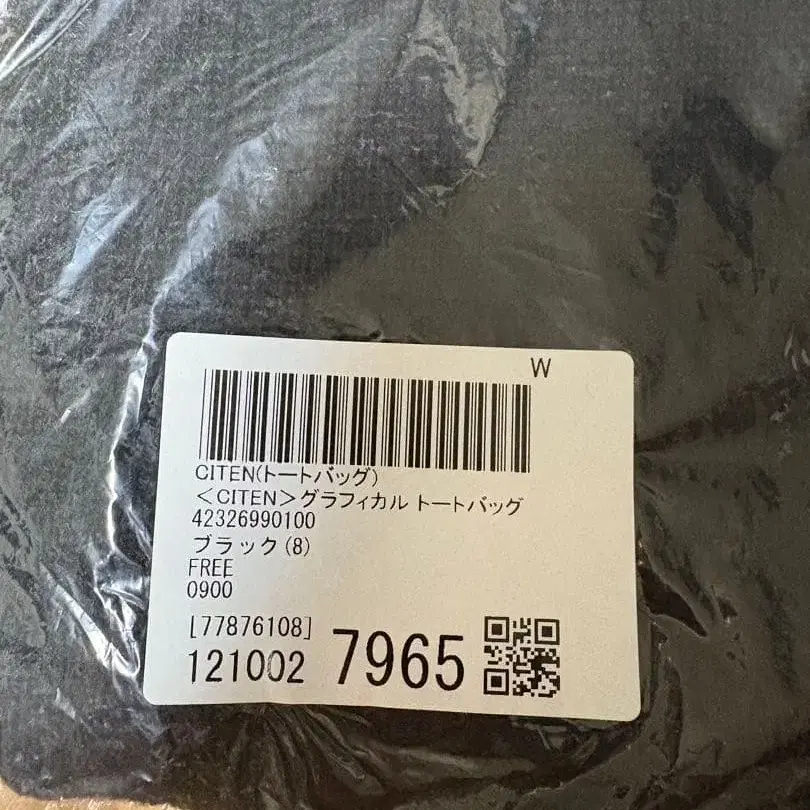 W
CITEN(トートバッグ)
＜CITEN＞グラフィカル トートバッグ
42326990100
ブラック(8)
FREE
0900
[77876108]
121002 7965